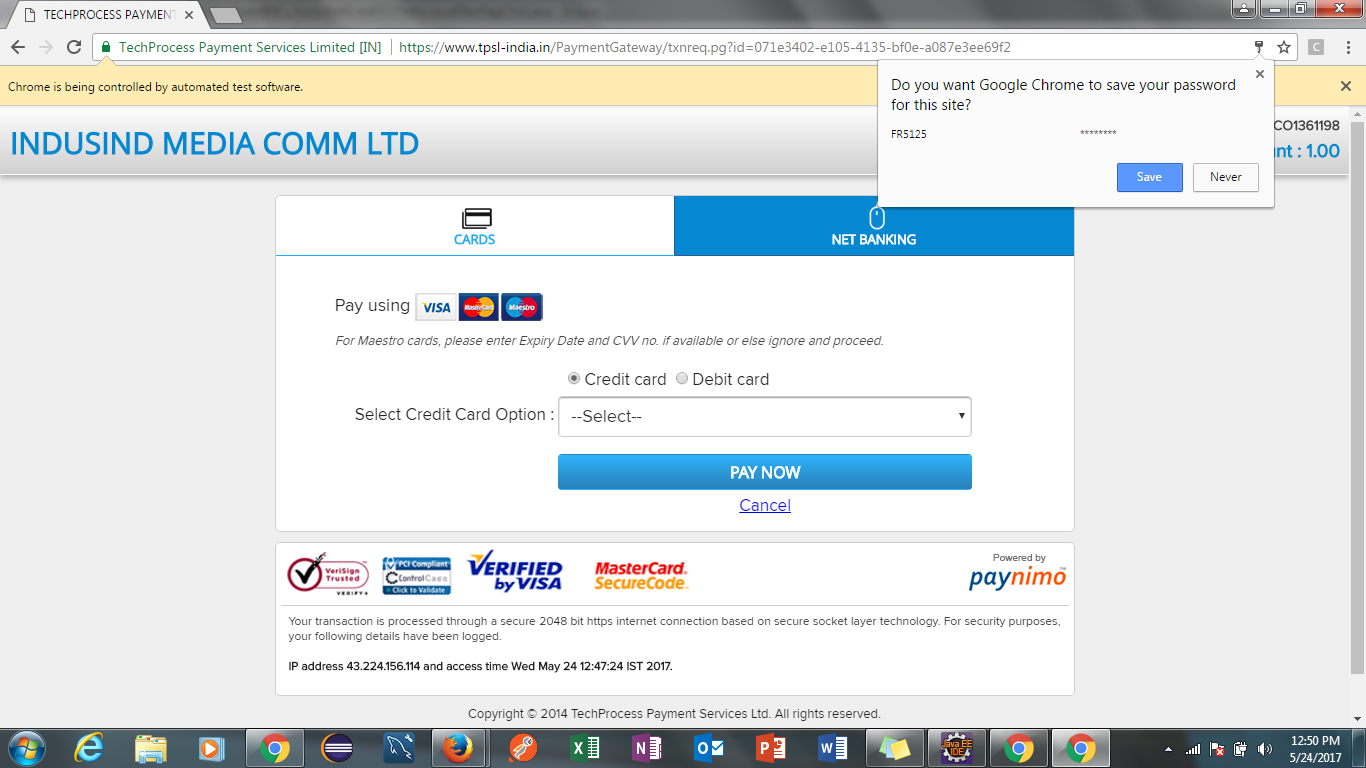 TECHPROCESS PAYMENT
TechProcess Payment Services Limited [IN]
https://www.tpsl-india.in/PaymentGateway/txnreq.pg?id=071e3402-e105-4135-bf0e-a087e3ee69f2
C
Chrome is being controlled by automated test software.
Do you want Google Chrome to save your password
for this site?
FR5125 ********
Save Never
INDUSIND MEDIA COMM LTD
CO1361198
nt : 1.00
CARDS
NET BANKING
Pay using VISA MasterCard Maestro
For Maestro cards, please enter Expiry Date and CVV no. if available or else ignore and proceed.
Credit card Debit card
Select Credit Card Option : --Select--
PAY NOW
Cancel
VeriSign
Trusted
VERIFY
PCI Compliant
ControlCase
Click to Validate
VERIFIED
by VISA
MasterCard
SecureCode.
Powered by
paynimo
Your transaction is processed through a secure 2048 bit https internet connection based on secure socket layer technology. For security purposes,
your following details have been logged.
IP address 43.224.156.114 and access time Wed May 24 12:47:24 IST 2017.
Copyright © 2014 TechProcess Payment Services Ltd. All rights reserved.
Java EE
IDE
12:50 PM
5/24/2017